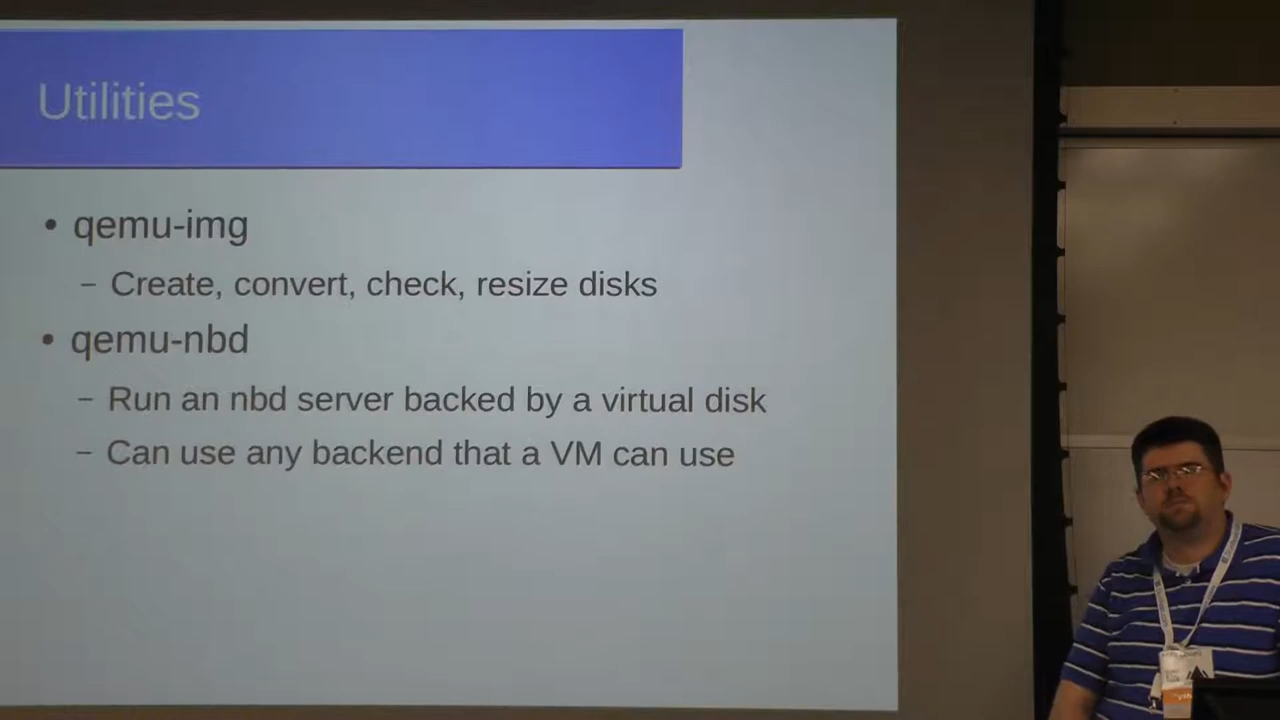 Utilities
• qemu-img
– Create, convert, check, resize disks
• qemu-nbd
– Run an nbd server backed by a virtual disk
– Can use any backend that a VM can use